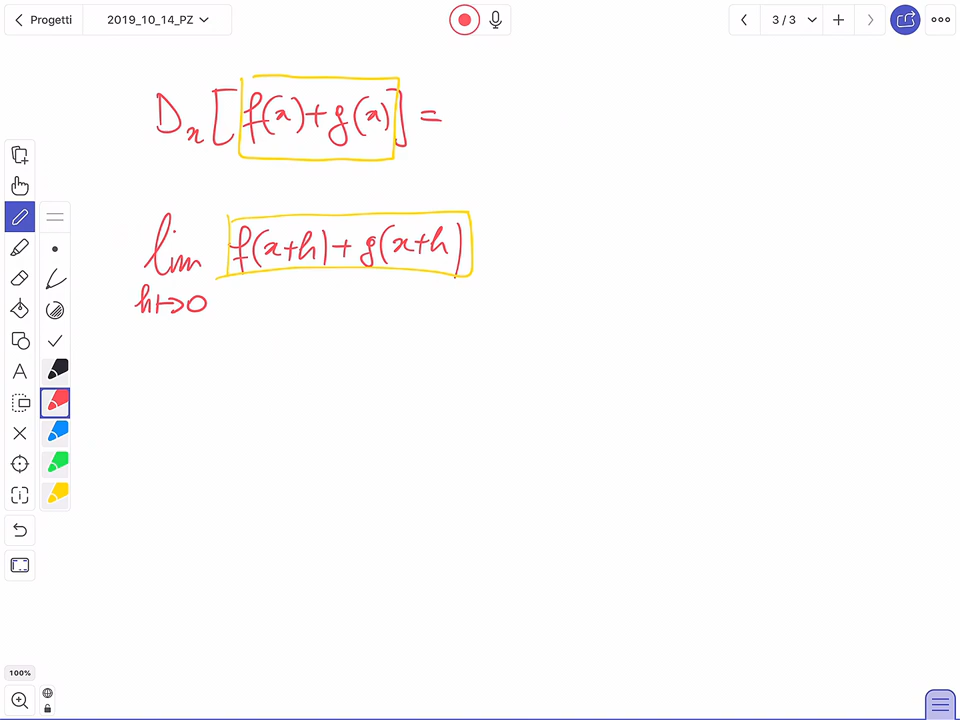 Progetti 2019_10_14_PZ 3 / 3
Dₓ[f(x)+g(x)] =
lim f(x+h)+g(x+h)
h↦0
A
100%